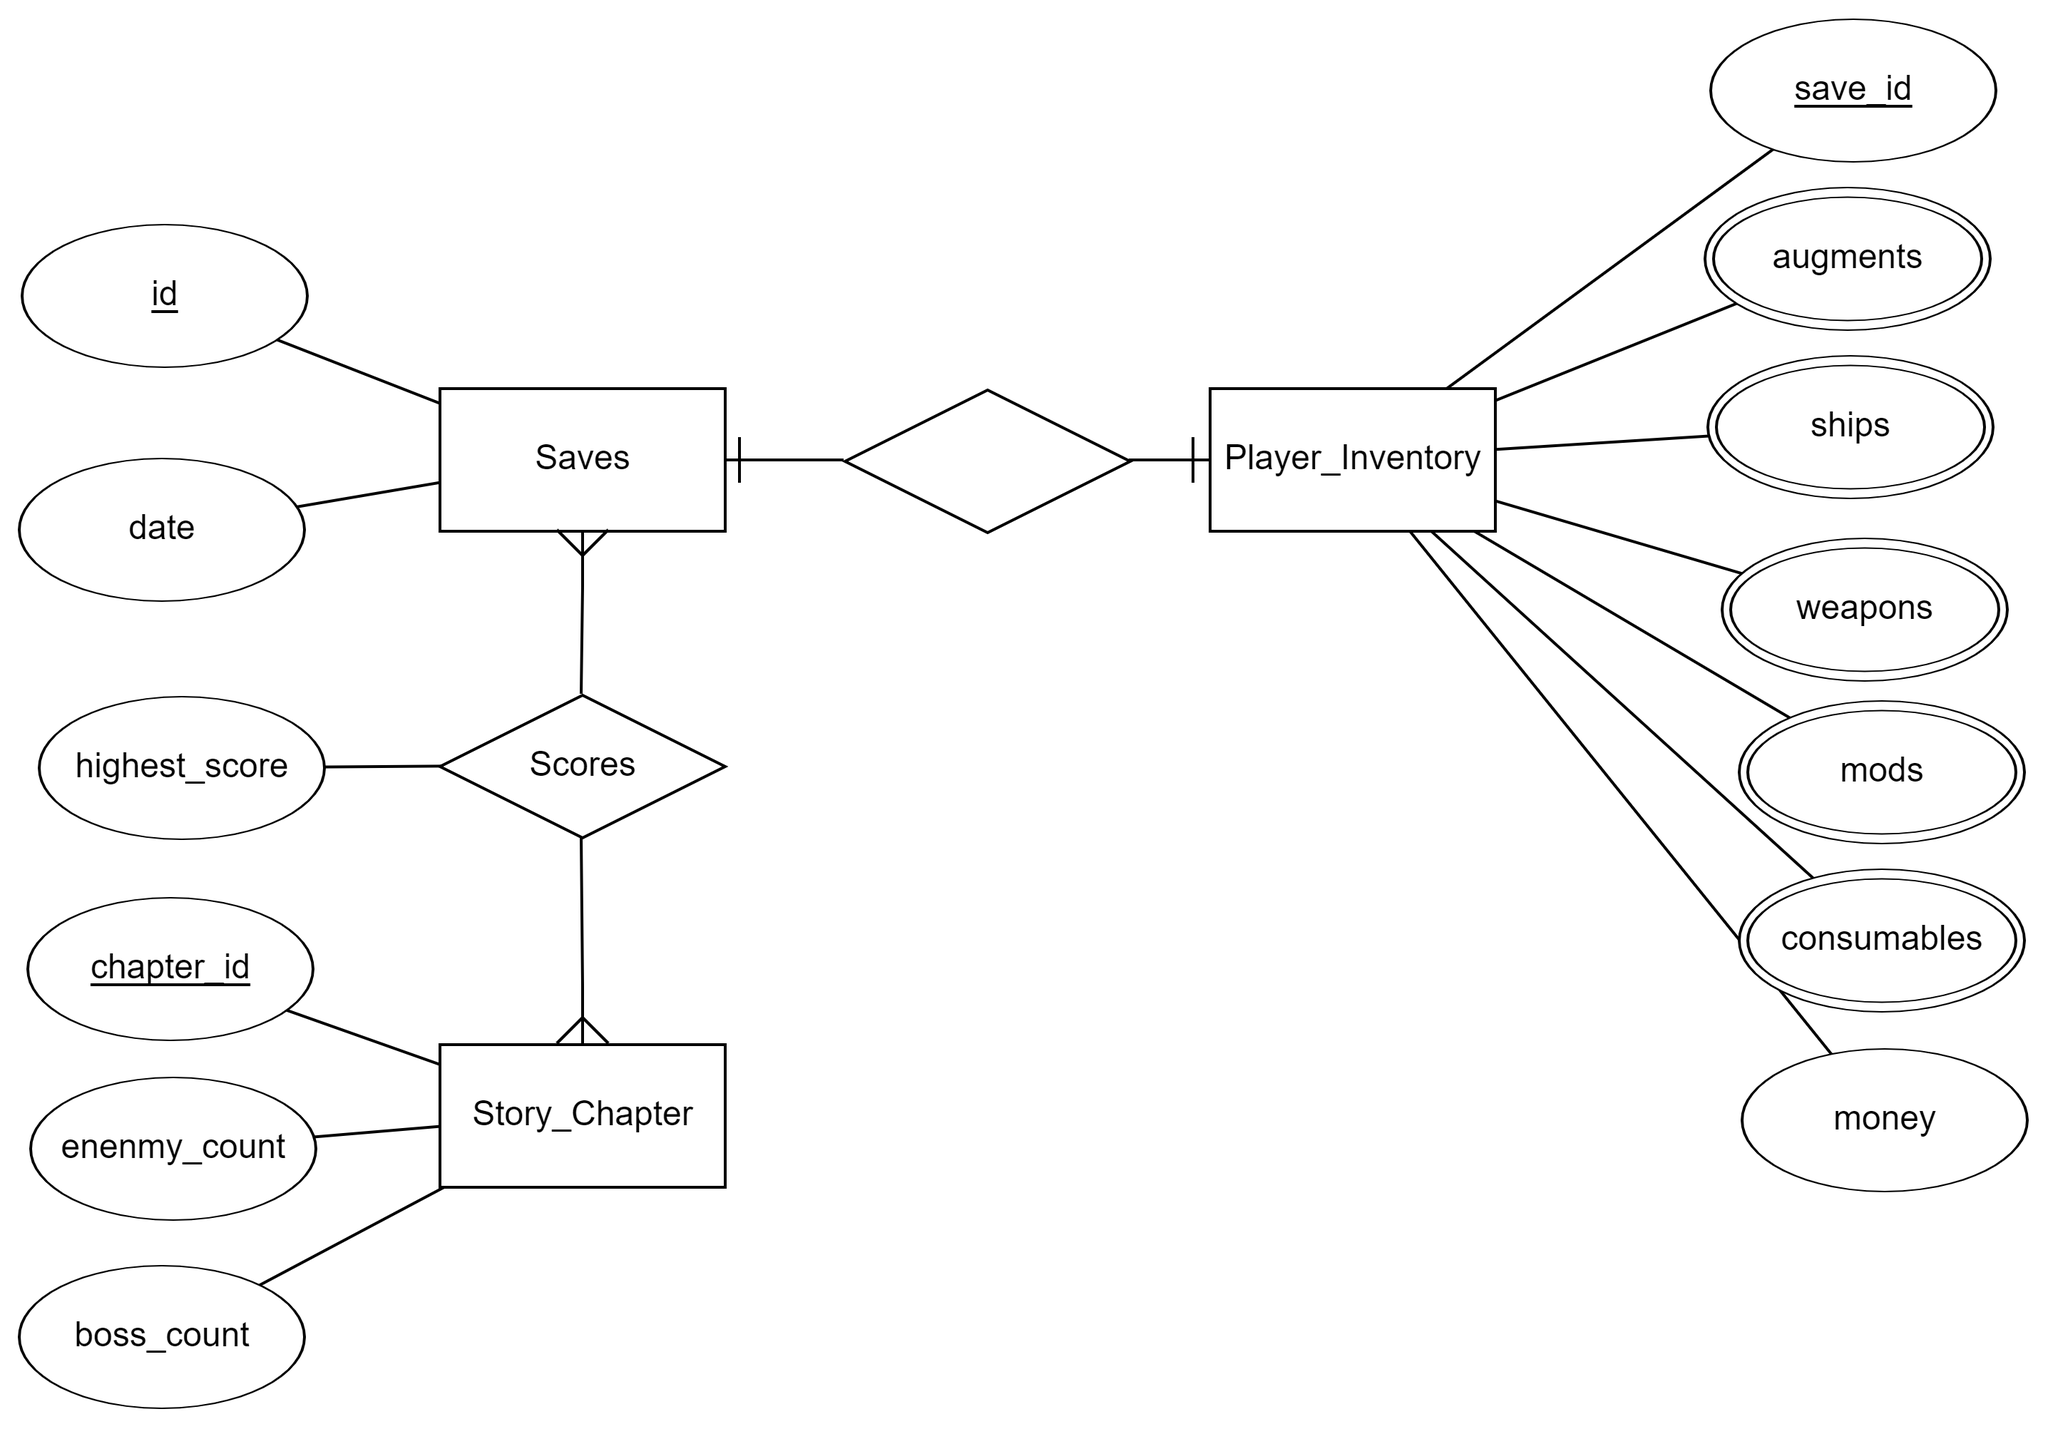 save_id
augments
id
ships
Saves
Player_Inventory
date
weapons
highest_score
Scores
mods
chapter_id
consumables
enenmy_count
Story_Chapter
money
boss_count